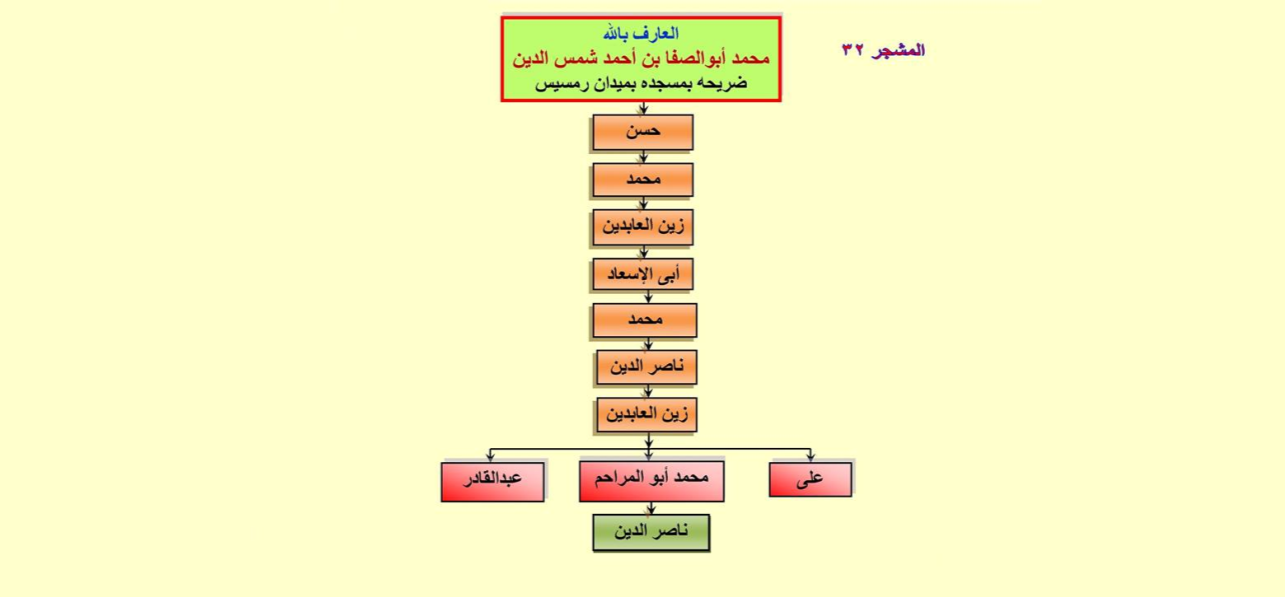 المشجر ٣٢
العارف بالله
محمد أبوالصفا بن أحمد شمس الدين
ضريحه بمسجده بميدان رمسيس
حسن
محمد
زين العابدين
أبى الإسعاد
محمد
ناصر الدين
زين العابدين
على
محمد أبو المراحم
عبدالقادر
ناصر الدين